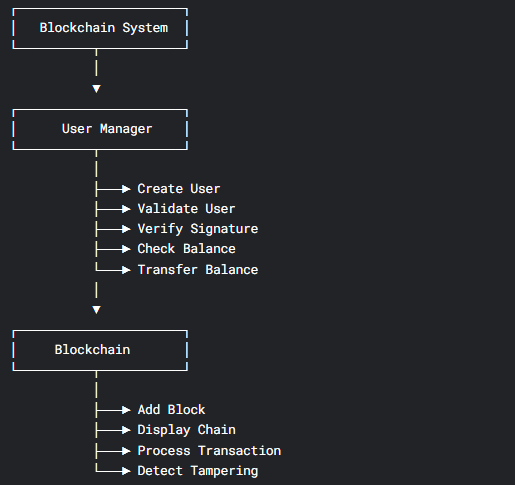 Blockchain System
User Manager
Create User
Validate User
Verify Signature
Check Balance
Transfer Balance
Blockchain
Add Block
Display Chain
Process Transaction
Detect Tampering